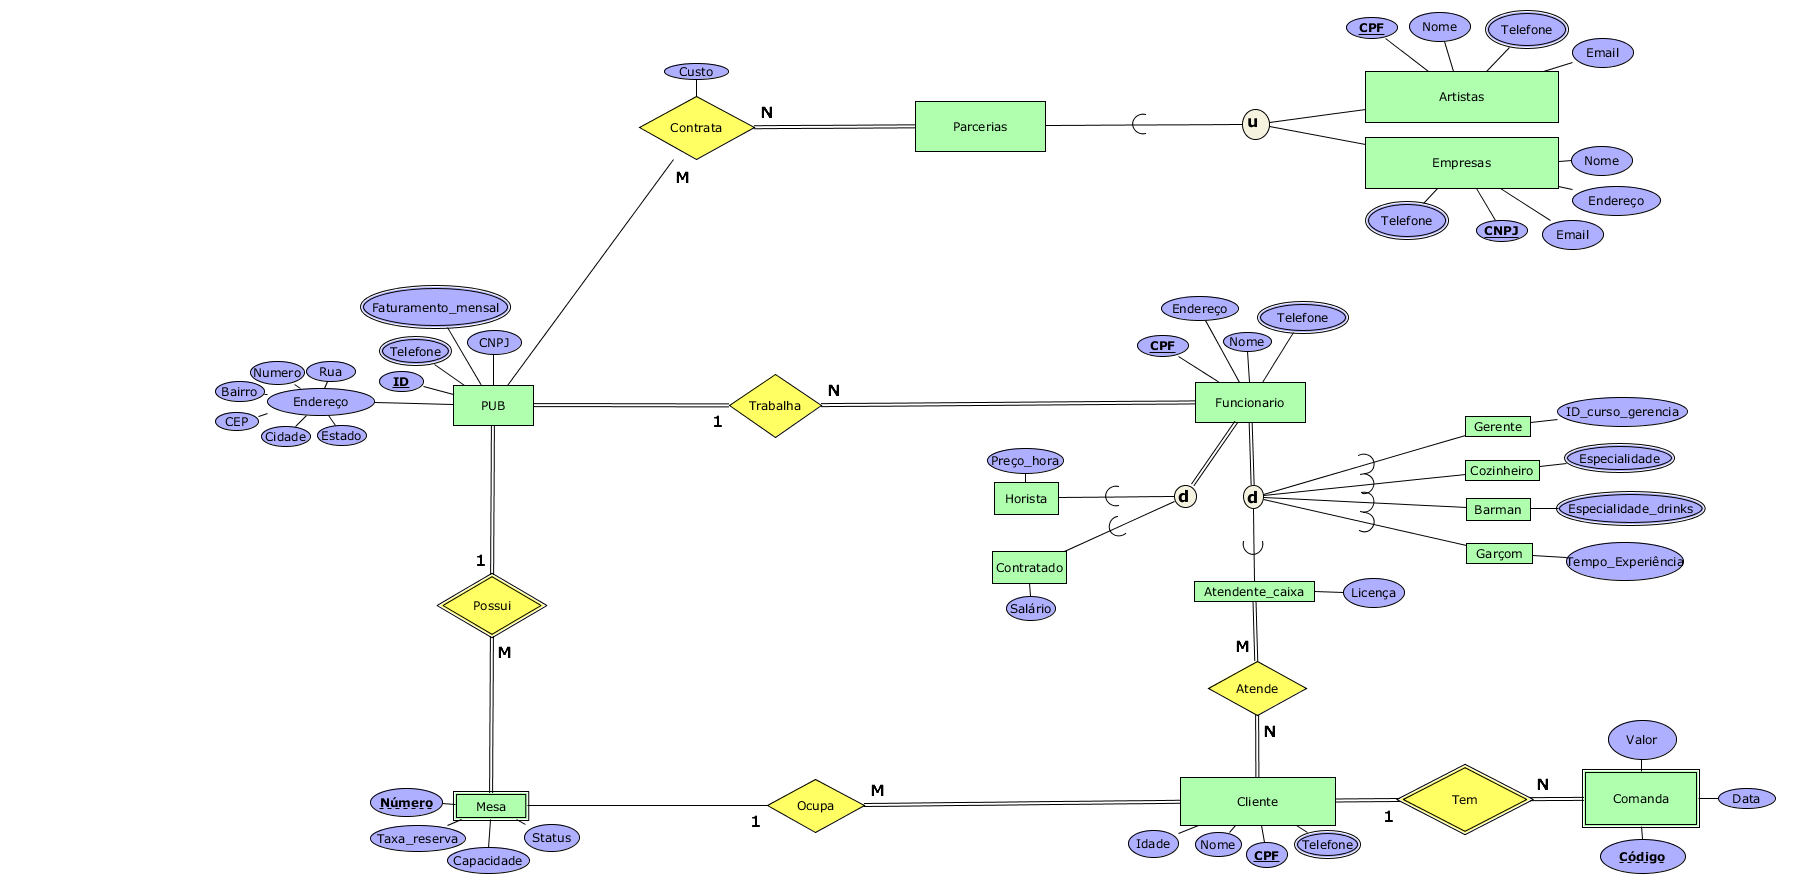 CPF
Nome
Telefone
Email
Custo
Artistas
N
Contrata
Parcerias
u
M
Empresas
Nome
Endereço
Telefone
CNPJ
Email
Faturamento_mensal
Telefone
CNPJ
Numero
Rua
Bairro
ID
Endereço
CEP
Cidade
Estado
PUB
1
Trabalha
N
Endereço
Telefone
CPF
Nome
Funcionario
Gerente
ID_curso_gerencia
Cozinheiro
Especialidade
Barman
Especialidade_drinks
Garçom
Tempo_Experiência
Preço_hora
Horista
d
d
Contratado
Salário
Atendente_caixa
Licença
1
Possui
M
M
Atende
N
Número
Mesa
Taxa_reserva
Status
Capacidade
1
Ocupa
M
Cliente
Idade
Nome
CPF
Telefone
1
Tem
N
Valor
Comanda
Data
Código